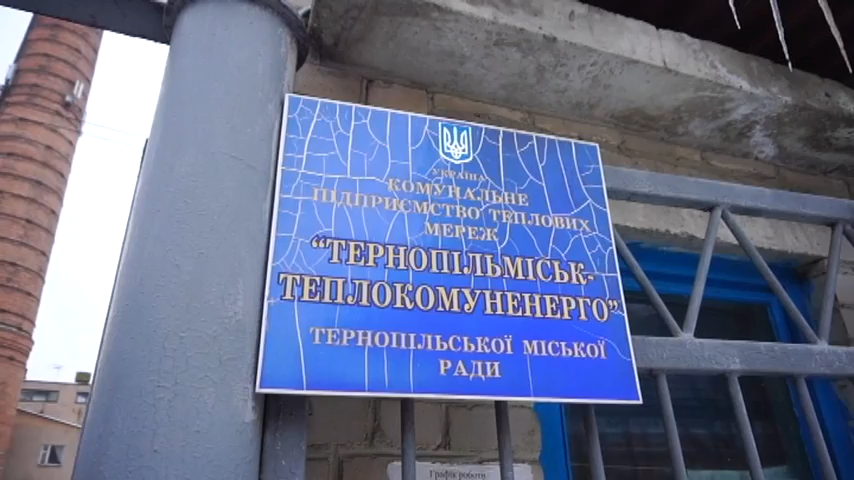 УКРАЇНА
КОМУНАЛЬНЕ
ПІДПРИЄМСТВО ТЕПЛОВИХ
МЕРЕЖ
“ТЕРНОПІЛЬМІСЬК-
ТЕПЛОКОМУНЕНЕРГО”
ТЕРНОПІЛЬСЬКОЇ МІСЬКОЇ
РАДИ
Графік роботи